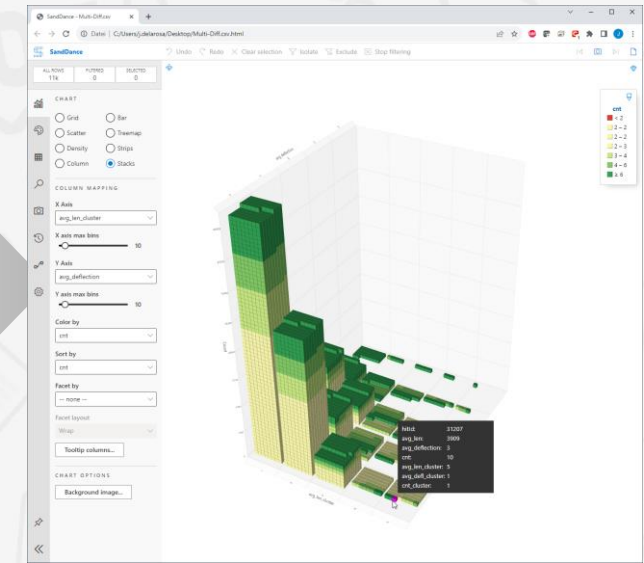 SandDance - Multi-Diff.csv
Datei | C:/Users/j.delarosa/Desktop/Multi-Diff.csv.html
SandDance
Undo Redo Clear selection Isolate Exclude Stop filtering
ALL ROWS FILTERED SELECTED
11k 0 0
CHART
Grid Bar
Scatter Treemap
Density Strips
Column Stacks
COLUMN MAPPING
X Axis
avg_len_cluster
X axis max bins
10
Y Axis
avg_deflection
Y axis max bins
10
Color by
cnt
Sort by
cnt
Facet by
-- none --
Facet layout
Wrap
Tooltip columns...
CHART OPTIONS
Background image...
cnt
< 2
2 – 2
2 – 2
2 – 3
3 – 4
4 – 6
≥ 6
avg_deflection
Count
avg_len_cluster
hitId: 31207
avg_len: 3909
avg_deflection: 3
cnt: 10
avg_len_cluster: 5
avg_defl_cluster: 1
cnt_cluster: 1